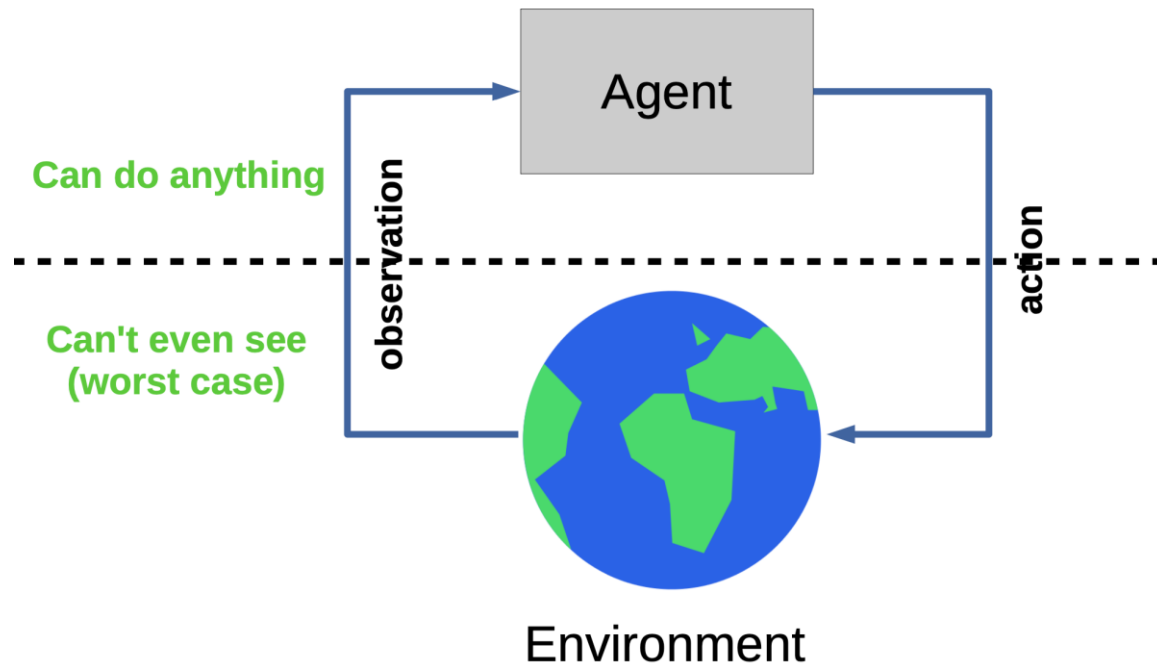 Agent
Can do anything
observation
action
Can't even see
(worst case)
Environment